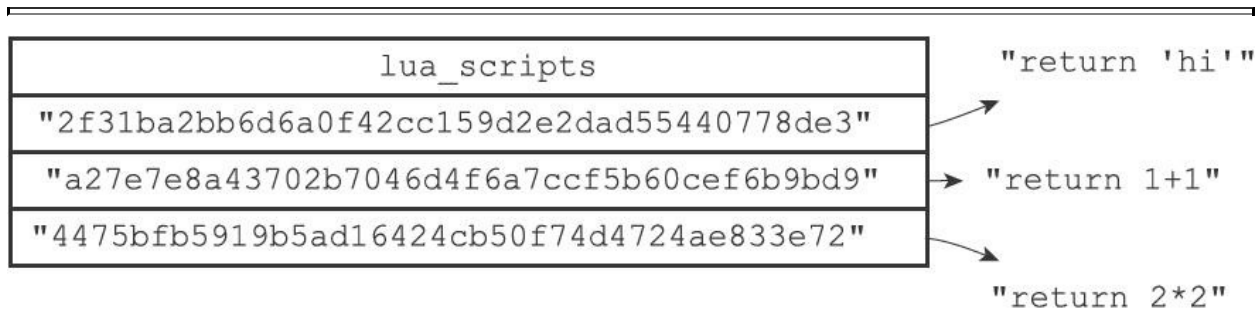 lua_scripts
"return 'hi'"
"2f31ba2bb6d6a0f42cc159d2e2dad55440778de3"
"a27e7e8a43702b7046d4f6a7ccf5b60cef6b9bd9"
"return 1+1"
"4475bfb5919b5ad16424cb50f74d4724ae833e72"
"return 2*2"